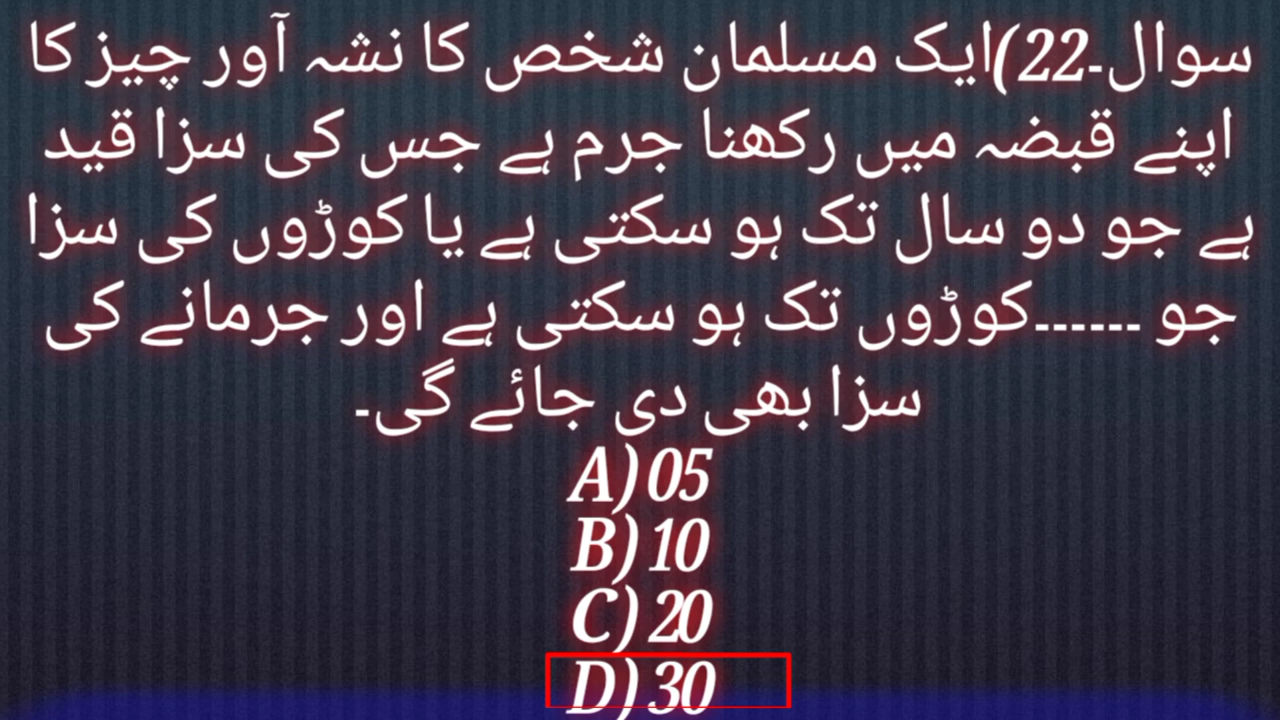 سوال۔22)ایک مسلمان شخص کا نشہ آور چیز کا
اپنے قبضہ میں رکھنا جرم ہے جس کی سزا قید
ہے جو دو سال تک ہو سکتی ہے یا کوڑوں کی سزا
جو ------کوڑوں تک ہو سکتی ہے اور جرمانے کی
سزا بھی دی جائے گی۔
A) 05
B) 10
C) 20
D) 30